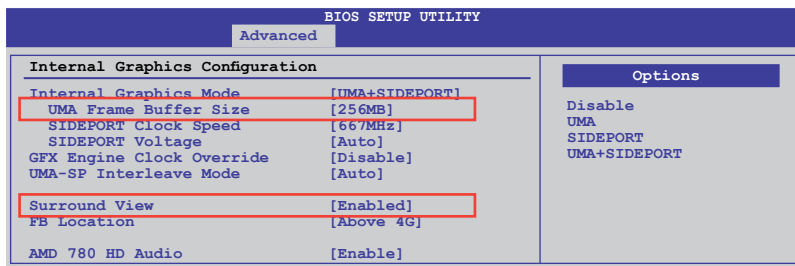 BIOS SETUP UTILITY
Advanced
Internal Graphics Configuration
Internal Graphics Mode [UMA+SIDEPORT]
UMA Frame Buffer Size [256MB]
SIDEPORT Clock Speed [667MHz]
SIDEPORT Voltage [Auto]
GFX Engine Clock Override [Disable]
UMA-SP Interleave Mode [Auto]
Surround View [Enabled]
FB Location [Above 4G]
AMD 780 HD Audio [Enable]
Options
Disable
UMA
SIDEPORT
UMA+SIDEPORT